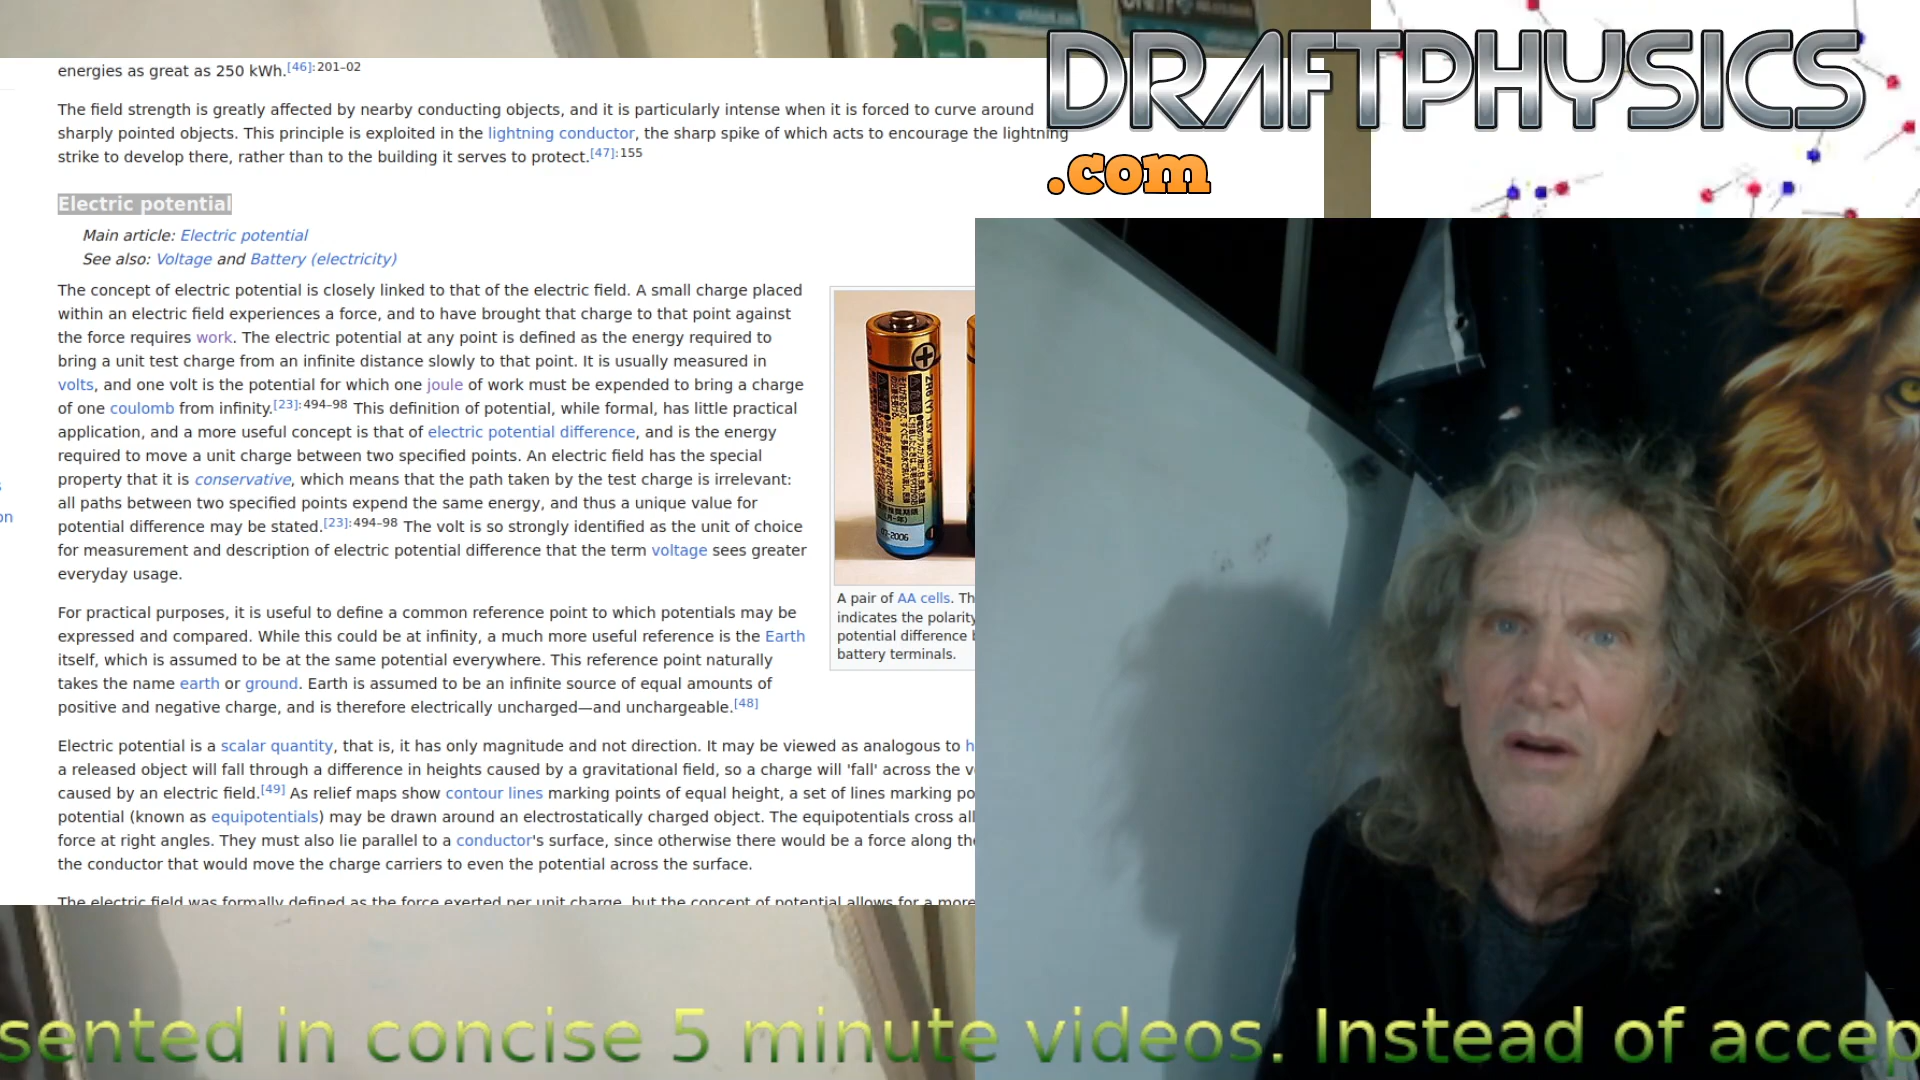 energies as great as 250 kWh.[46]:201–02
The field strength is greatly affected by nearby conducting objects, and it is particularly intense when it is forced to curve around
sharply pointed objects. This principle is exploited in the lightning conductor, the sharp spike of which acts to encourage the lightning
strike to develop there, rather than to the building it serves to protect.[47]:155
DRAFTPHYSICS
.com
Electric potential
Main article: Electric potential
See also: Voltage and Battery (electricity)
The concept of electric potential is closely linked to that of the electric field. A small charge placed
within an electric field experiences a force, and to have brought that charge to that point against
the force requires work. The electric potential at any point is defined as the energy required to
bring a unit test charge from an infinite distance slowly to that point. It is usually measured in
volts, and one volt is the potential for which one joule of work must be expended to bring a charge
of one coulomb from infinity.[23]:494–98 This definition of potential, while formal, has little practical
application, and a more useful concept is that of electric potential difference, and is the energy
required to move a unit charge between two specified points. An electric field has the special
property that it is conservative, which means that the path taken by the test charge is irrelevant:
all paths between two specified points expend the same energy, and thus a unique value for
potential difference may be stated.[23]:494–98 The volt is so strongly identified as the unit of choice
for measurement and description of electric potential difference that the term voltage sees greater
everyday usage.
A pair of AA cells. Th
indicates the polarity
potential difference b
battery terminals.
For practical purposes, it is useful to define a common reference point to which potentials may be
expressed and compared. While this could be at infinity, a much more useful reference is the Earth
itself, which is assumed to be at the same potential everywhere. This reference point naturally
takes the name earth or ground. Earth is assumed to be an infinite source of equal amounts of
positive and negative charge, and is therefore electrically uncharged—and unchargeable.[48]
Electric potential is a scalar quantity, that is, it has only magnitude and not direction. It may be viewed as analogous to h
a released object will fall through a difference in heights caused by a gravitational field, so a charge will 'fall' across the v
caused by an electric field.[49] As relief maps show contour lines marking points of equal height, a set of lines marking po
potential (known as equipotentials) may be drawn around an electrostatically charged object. The equipotentials cross all
force at right angles. They must also lie parallel to a conductor's surface, since otherwise there would be a force along the
the conductor that would move the charge carriers to even the potential across the surface.
The electric field was formally defined as the force exerted per unit charge, but the concept of potential allows for a more
on
sented in concise 5 minute videos. Instead of accep